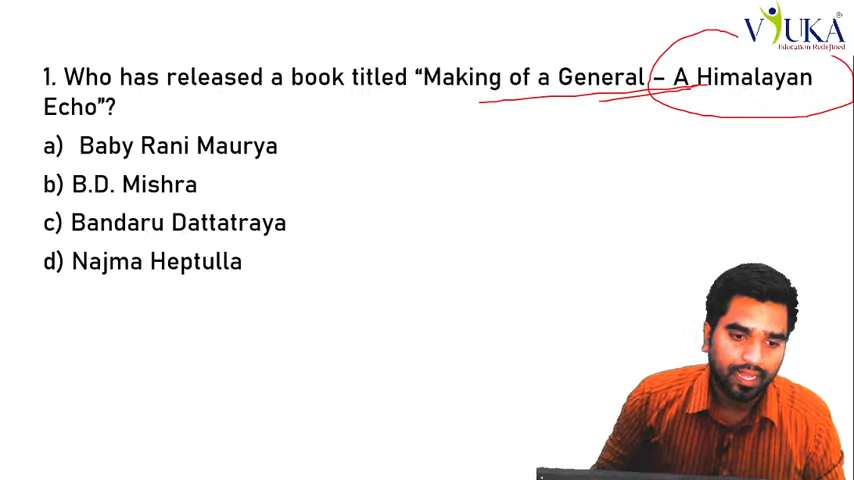 VYUKA
Education Redefined
1. Who has released a book titled “Making of a General – A Himalayan
Echo”?
a) Baby Rani Maurya
b) B.D. Mishra
c) Bandaru Dattatraya
d) Najma Heptulla